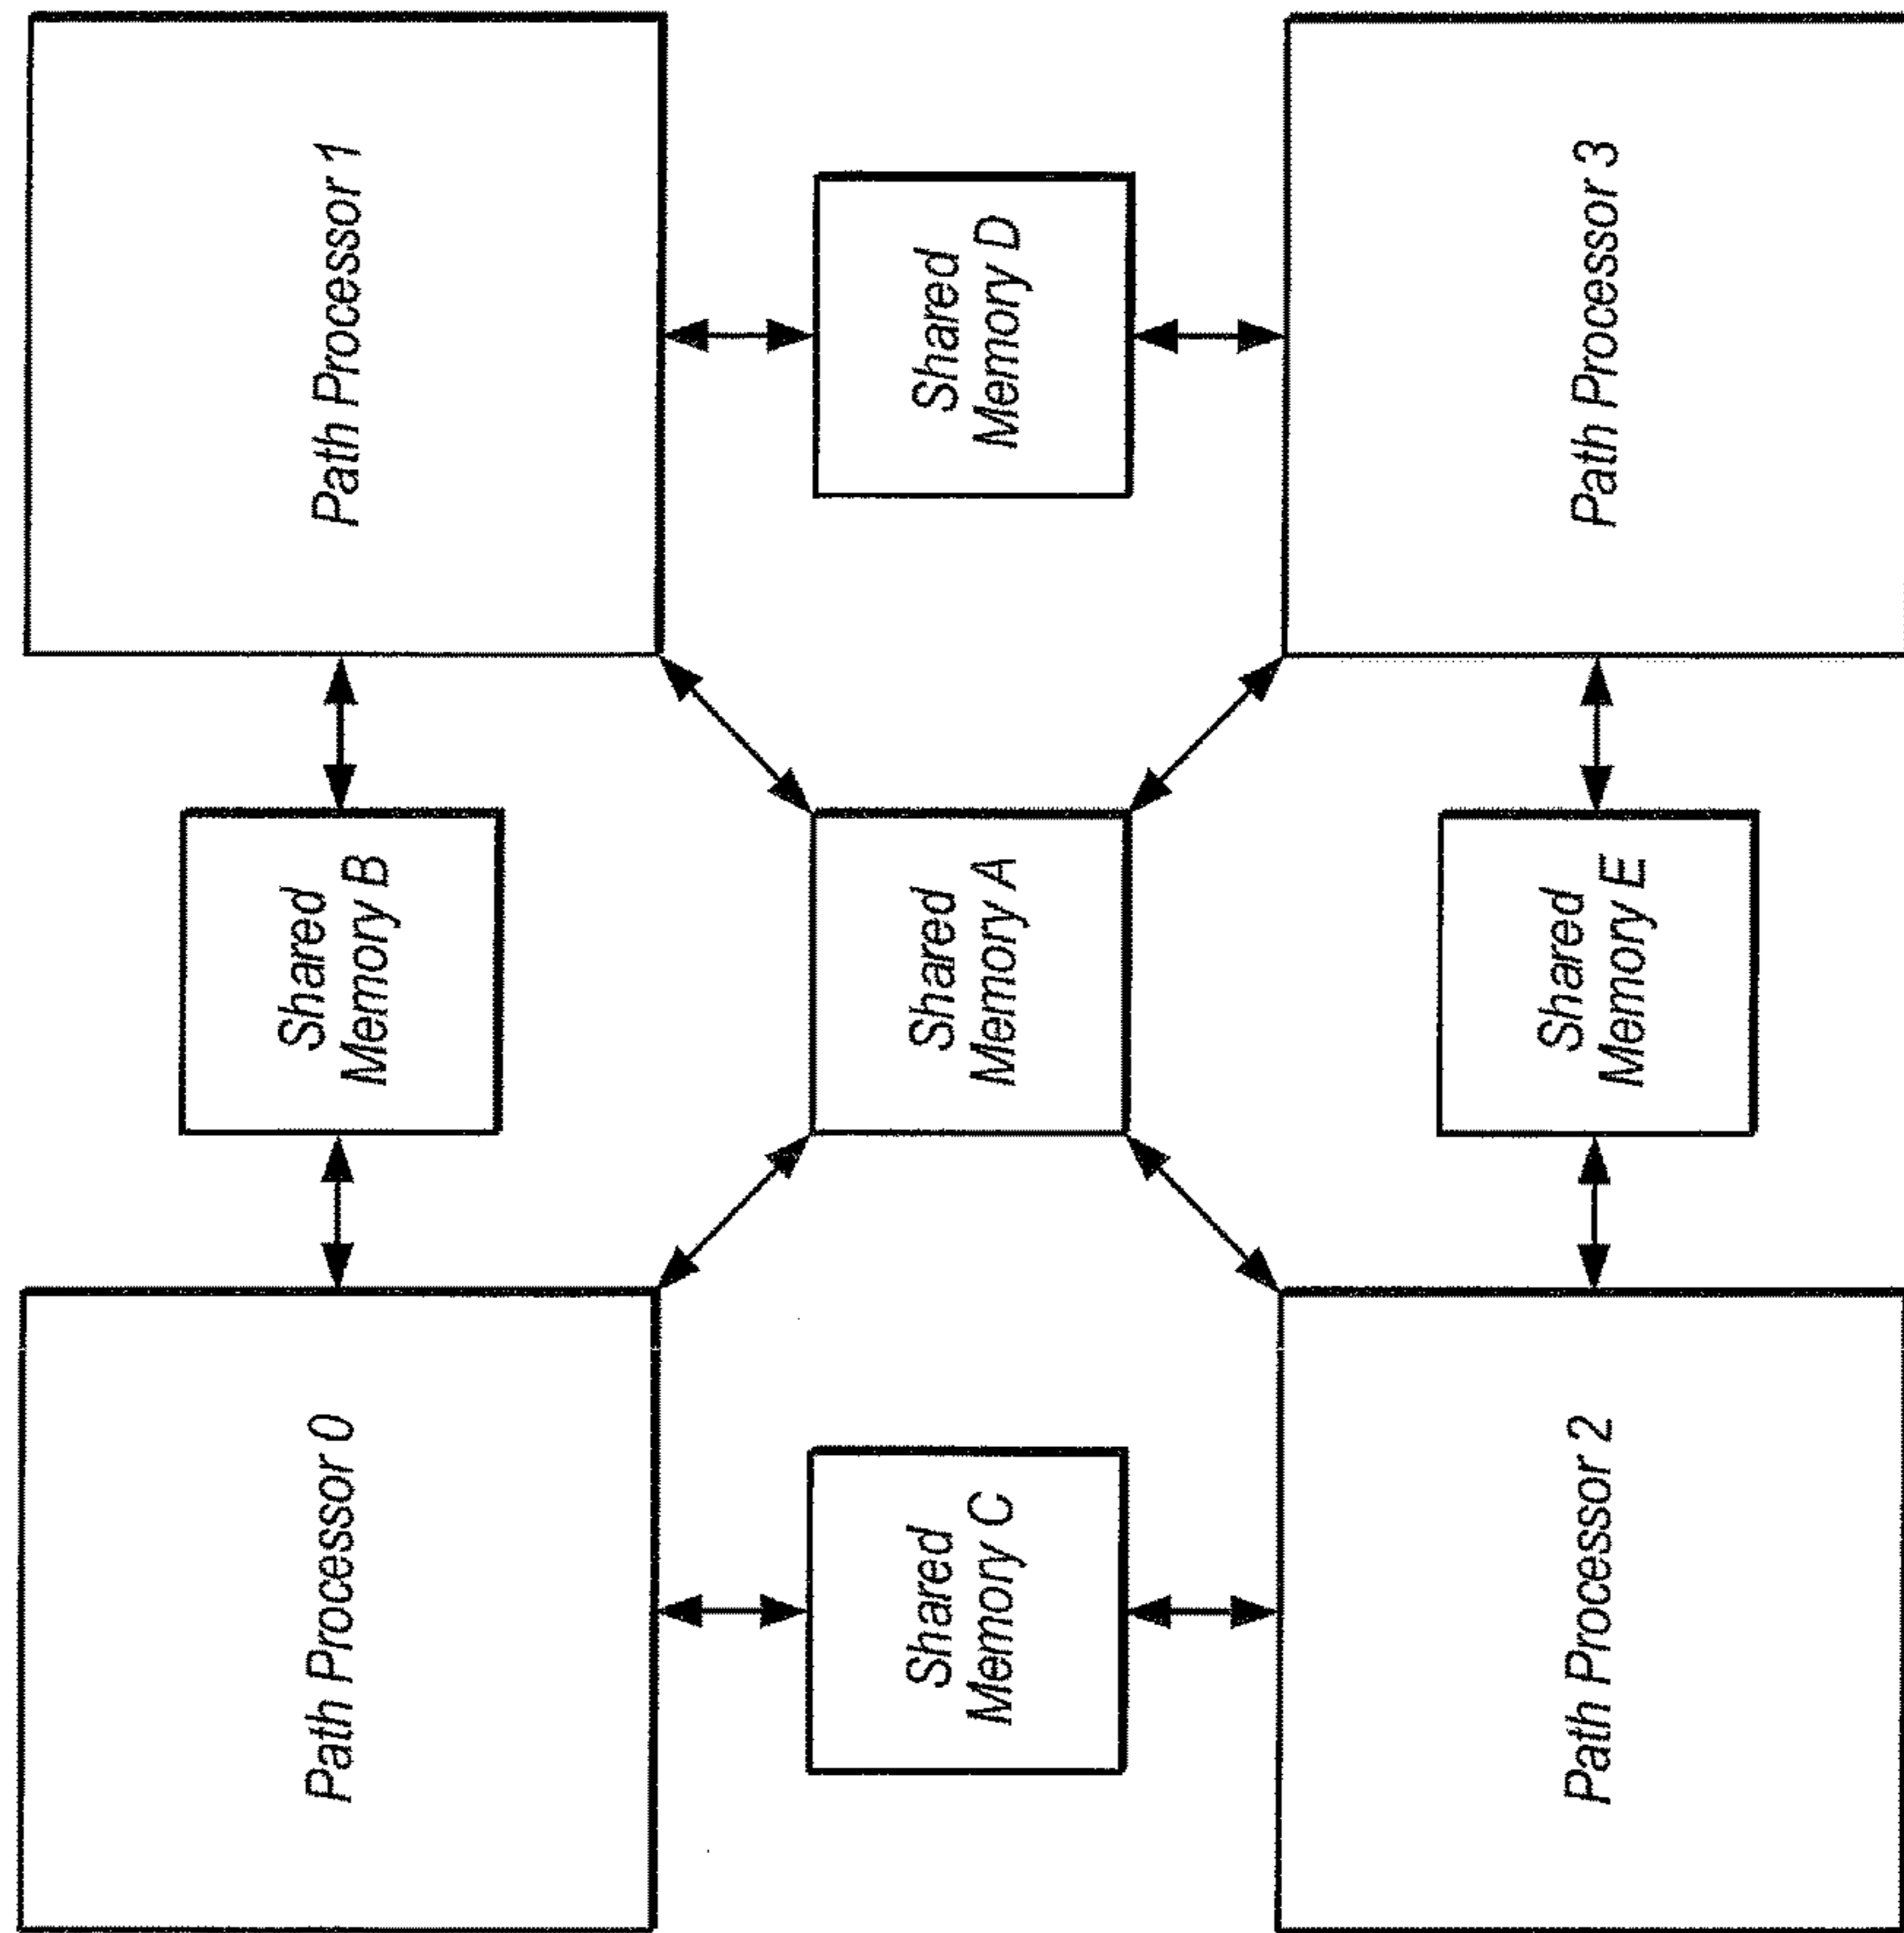 Path Processor 0
Shared
Memory B
Path Processor 1
Shared
Memory C
Shared
Memory A
Shared
Memory D
Path Processor 2
Shared
Memory E
Path Processor 3